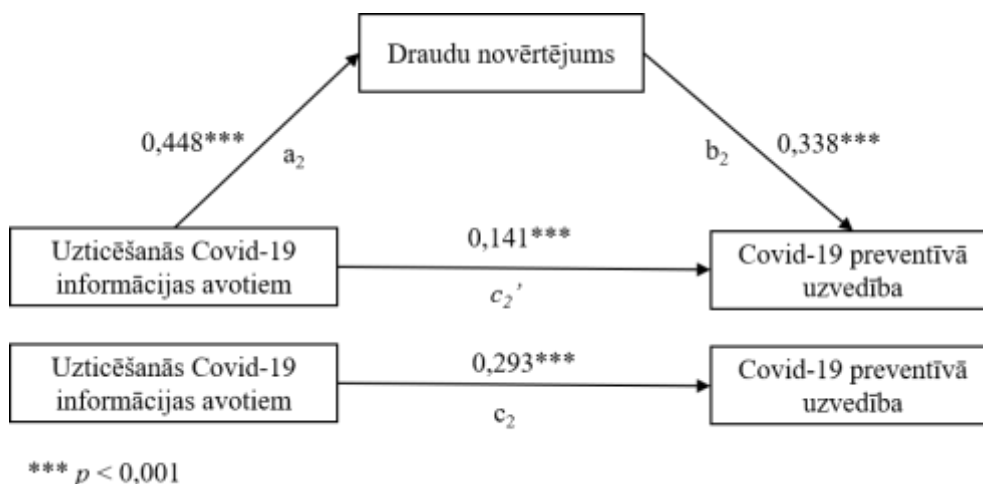 Draudu novērtējums
0,448***
a₂
b₂
0,338***
Uzticēšanās Covid-19
informācijas avotiem
0,141***
c₂’
Covid-19 preventīvā
uzvedība
Uzticēšanās Covid-19
informācijas avotiem
0,293***
c₂
Covid-19 preventīvā
uzvedība
*** p < 0,001